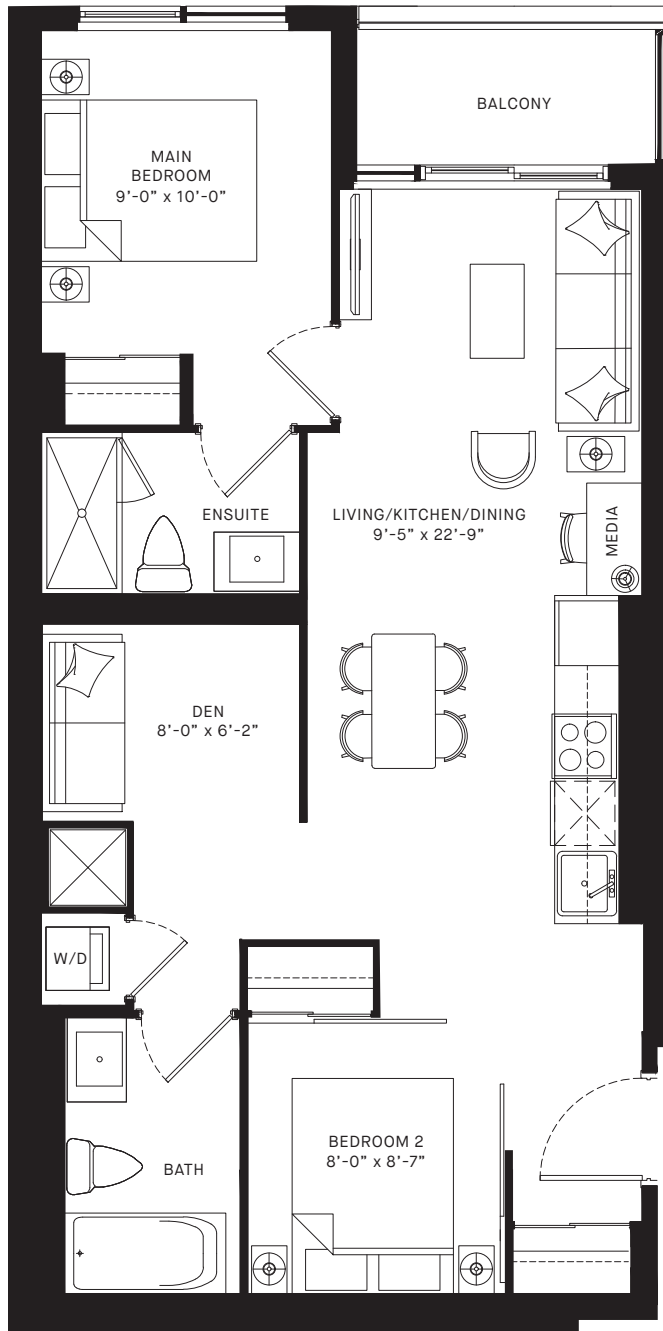 BALCONY
MAIN
BEDROOM
9’-0” x 10’-0”
ENSUITE
LIVING/KITCHEN/DINING
9’-5” x 22’-9”
MEDIA
DEN
8’-0” x 6’-2”
W/D
BEDROOM 2
8’-0” x 8’-7”
BATH